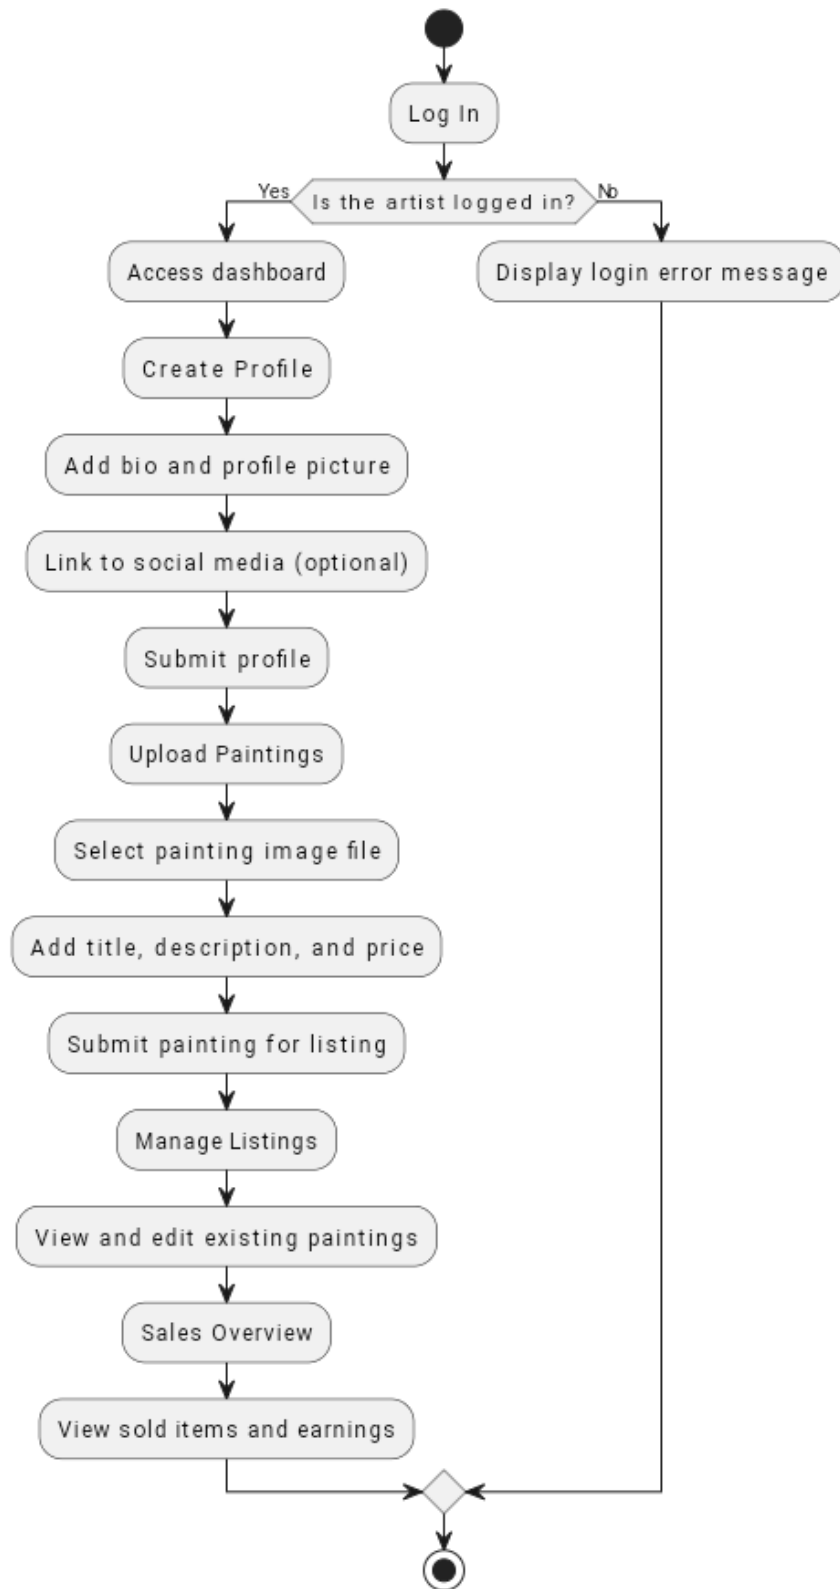 Log In
Yes
Is the artist logged in?
No
Access dashboard
Display login error message
Create Profile
Add bio and profile picture
Link to social media (optional)
Submit profile
Upload Paintings
Select painting image file
Add title, description, and price
Submit painting for listing
Manage Listings
View and edit existing paintings
Sales Overview
View sold items and earnings